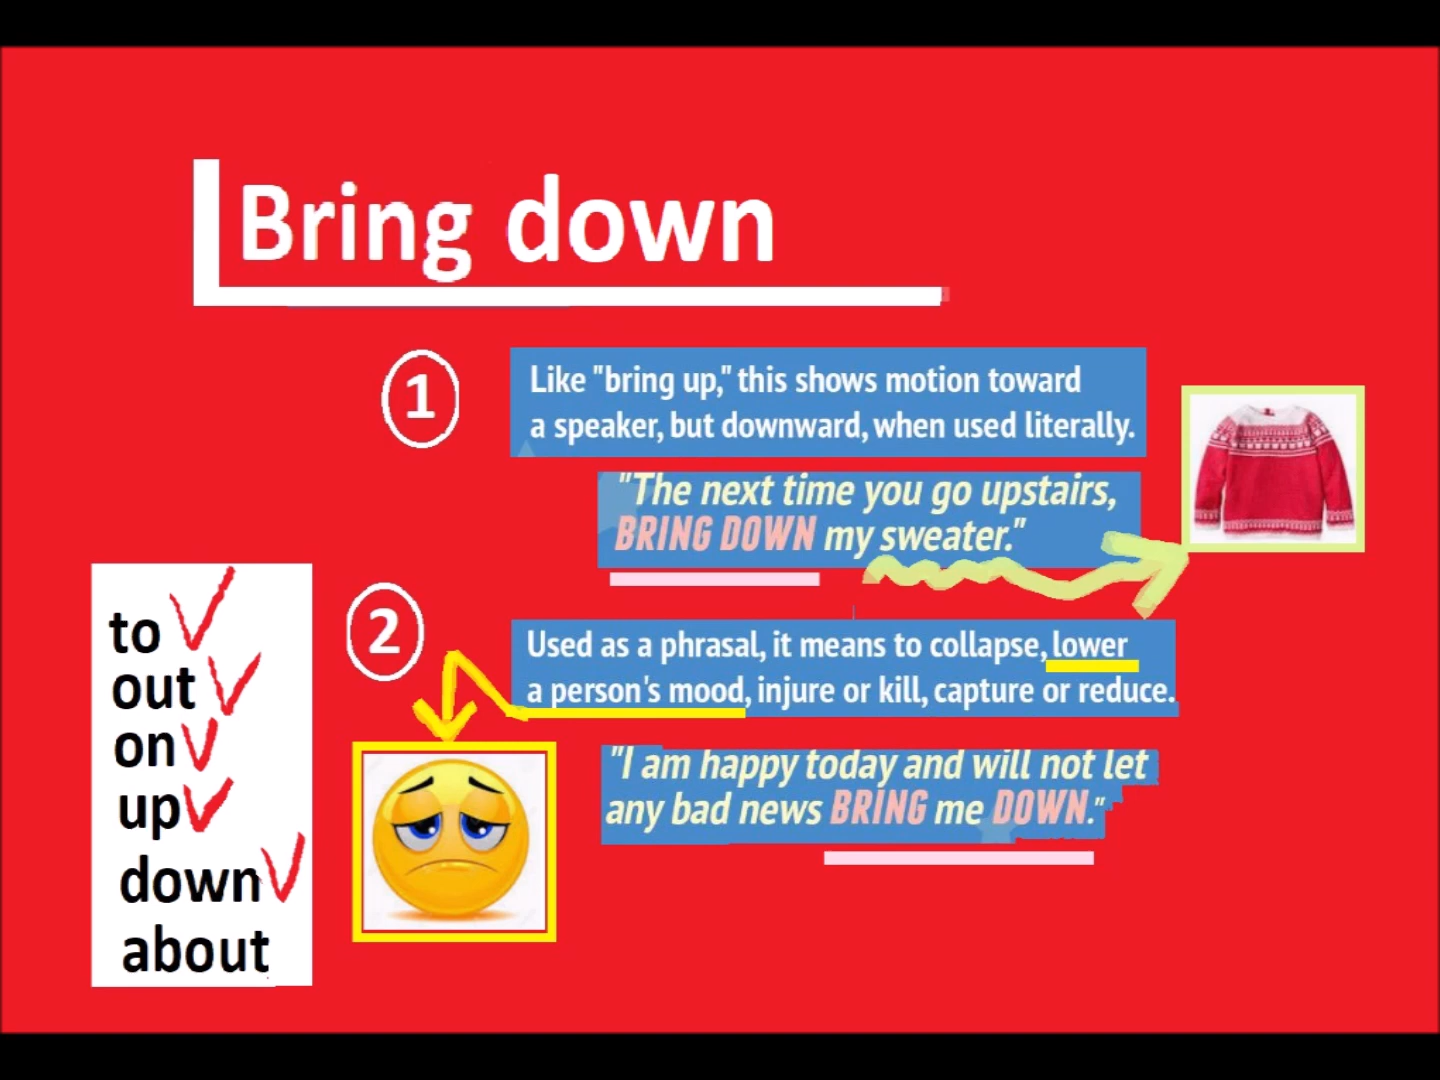 Bring down
1
Like "bring up," this shows motion toward
a speaker, but downward, when used literally.
"The next time you go upstairs,
BRING DOWN my sweater."
2
Used as a phrasal, it means to collapse, lower
a person's mood, injure or kill, capture or reduce.
"I am happy today and will not let
any bad news BRING me DOWN."
to
out
on
up
down
about